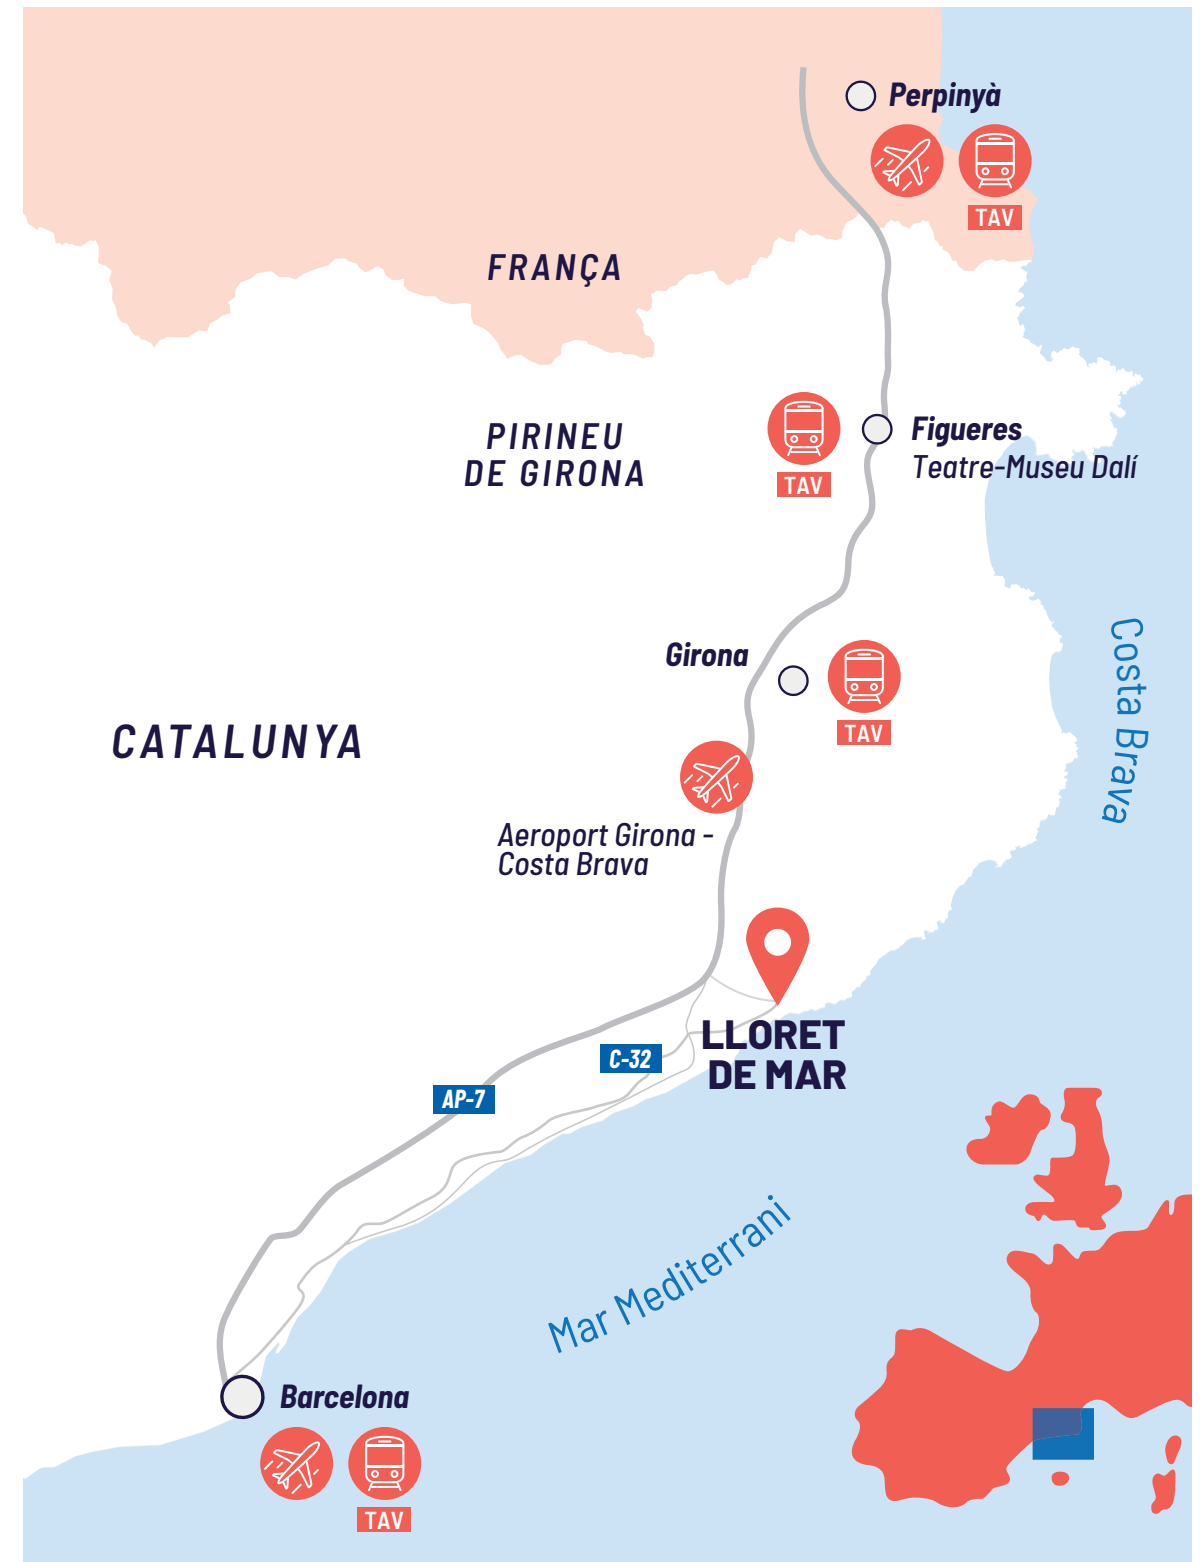 Perpinyà
TAV
FRANÇA
PIRINEU
DE GIRONA
TAV
Figueres
Teatre-Museu Dalí
Girona
TAV
Costa Brava
CATALUNYA
Aeroport Girona -
Costa Brava
LLORET
DE MAR
C-32
AP-7
Mar Mediterrani
Barcelona
TAV